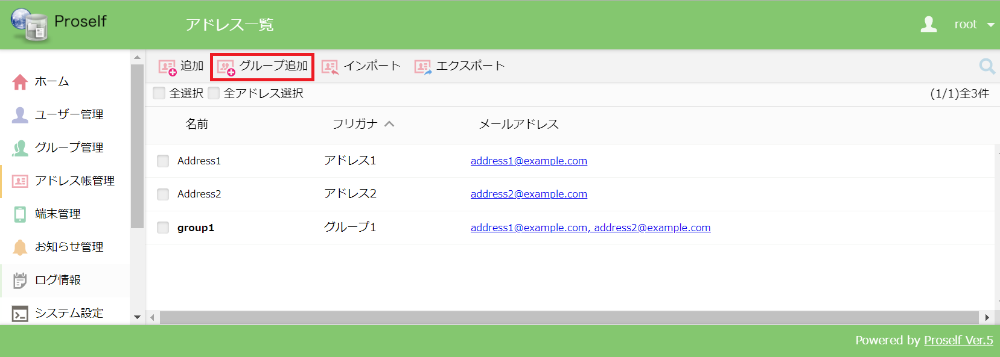 Proself
アドレス一覧
root
ホーム
ユーザー管理
グループ管理
アドレス帳管理
端末管理
お知らせ管理
ログ情報
システム設定
追加 グループ追加 インポート エクスポート
全選択 全アドレス選択 (1/1)全3件
名前 フリガナ メールアドレス
Address1 アドレス1 address1@example.com
Address2 アドレス2 address2@example.com
group1 グループ1 address1@example.com, address2@example.com
Powered by Proself Ver.5